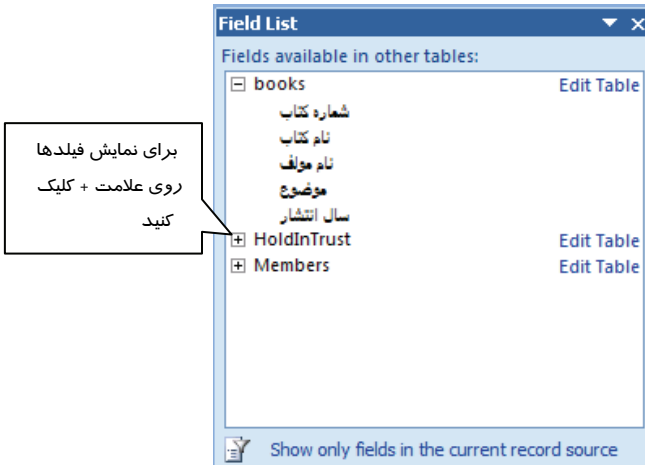 Field List
Fields available in other tables:
books Edit Table
شماره کتاب
نام کتاب
نام مولف
موضوع
سال انتشار
HoldInTrust Edit Table
Members Edit Table
Show only fields in the current record source
برای نمایش فیلدها
روی علامت + کلیک
کنید